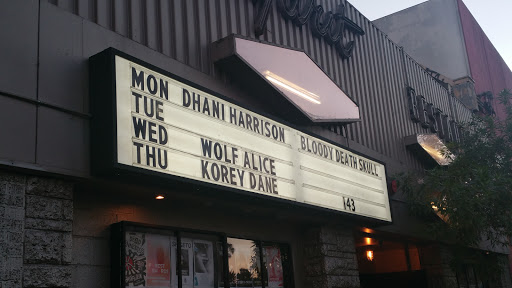 MON DHANI HARRISON BLOODY DEATH SKULL
TUE
WED WOLF ALICE
THU KOREY DANE
143